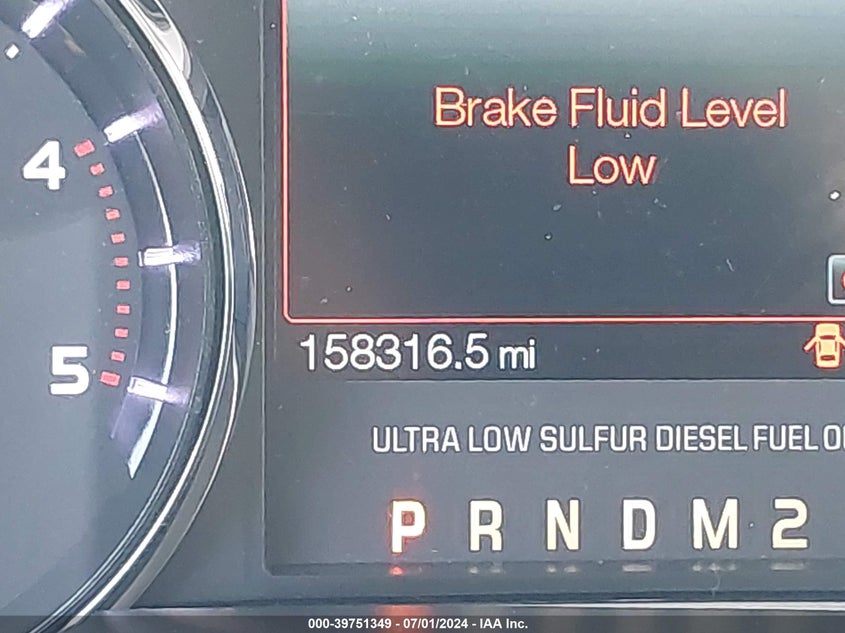 Brake Fluid Level
Low
4
5
158316.5 mi
ULTRA LOW SULFUR DIESEL FUEL
P R N D M 2
000-39751349 - 07/01/2024 - IAA Inc.